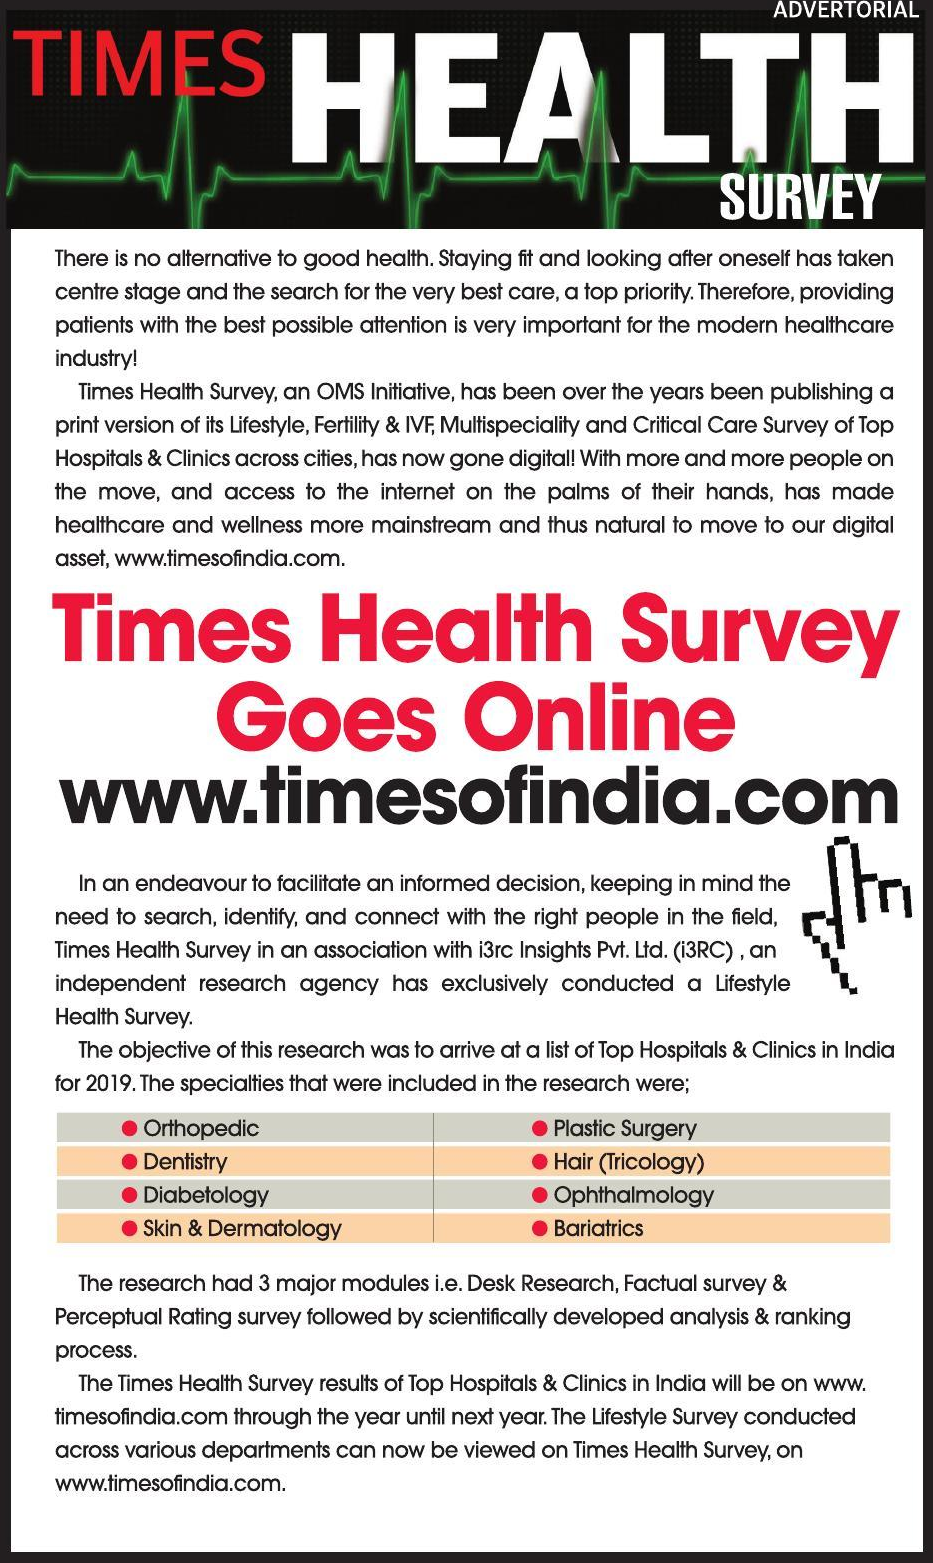 ADVERTORIAL
TIMES
HEALTH
SURVEY
There is no alternative to good health. Staying fit and looking after oneself has taken
centre stage and the search for the very best care, a top priority. Therefore, providing
patients with the best possible attention is very important for the modern healthcare
industry!
Times Health Survey, an OMS Initiative, has been over the years been publishing a
print version of its Lifestyle, Fertility & IVF, Multispeciality and Critical Care Survey of Top
Hospitals & Clinics across cities, has now gone digital! With more and more people on
the move, and access to the internet on the palms of their hands, has made
healthcare and wellness more mainstream and thus natural to move to our digital
asset, www.timesofindia.com.
Times Health Survey
Goes Online
www.timesofindia.com
In an endeavour to facilitate an informed decision, keeping in mind the
need to search, identify, and connect with the right people in the field,
Times Health Survey in an association with i3rc Insights Pvt. Ltd. (i3RC) , an
independent research agency has exclusively conducted a Lifestyle
Health Survey.
The objective of this research was to arrive at a list of Top Hospitals & Clinics in India
for 2019. The specialties that were included in the research were;
● Orthopedic ● Plastic Surgery
● Dentistry ● Hair (Tricology)
● Diabetology ● Ophthalmology
● Skin & Dermatology ● Bariatrics
The research had 3 major modules i.e. Desk Research, Factual survey &
Perceptual Rating survey followed by scientifically developed analysis & ranking
process.
The Times Health Survey results of Top Hospitals & Clinics in India will be on www.
timesofindia.com through the year until next year. The Lifestyle Survey conducted
across various departments can now be viewed on Times Health Survey, on
www.timesofindia.com.